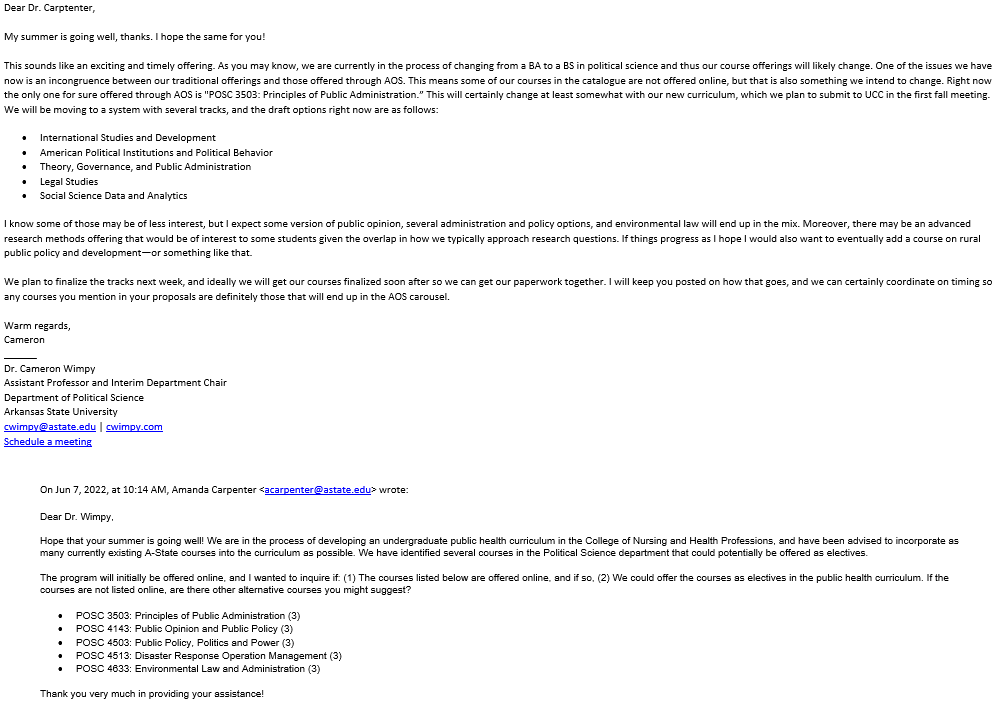 Dear Dr. Carptenter,
My summer is going well, thanks. I hope the same for you!
This sounds like an exciting and timely offering. As you may know, we are currently in the process of changing from a BA to a BS in political science and thus our course offerings will likely change. One of the issues we have
now is an incongruence between our traditional offerings and those offered through AOS. This means some of our courses in the catalogue are not offered online, but that is also something we intend to change. Right now
the only one for sure offered through AOS is "POSC 3503: Principles of Public Administration." This will certainly change at least somewhat with our new curriculum, which we plan to submit to UCC in the first fall meeting.
We will be moving to a system with several tracks, and the draft options right now are as follows:
• International Studies and Development
• American Political Institutions and Political Behavior
• Theory, Governance, and Public Administration
• Legal Studies
• Social Science Data and Analytics
I know some of those may be of less interest, but I expect some version of public opinion, several administration and policy options, and environmental law will end up in the mix. Moreover, there may be an advanced
research methods offering that would be of interest to some students given the overlap in how we typically approach research questions. If things progress as I hope I would also want to eventually add a course on rural
public policy and development—or something like that.
We plan to finalize the tracks next week, and ideally we will get our courses finalized soon after so we can get our paperwork together. I will keep you posted on how that goes, and we can certainly coordinate on timing so
any courses you mention in your proposals are definitely those that will end up in the AOS carousel.
Warm regards,
Cameron
______
Dr. Cameron Wimpy
Assistant Professor and Interim Department Chair
Department of Political Science
Arkansas State University
cwimpy@astate.edu | cwimpy.com
Schedule a meeting
On Jun 7, 2022, at 10:14 AM, Amanda Carpenter <acarpenter@astate.edu> wrote:
Dear Dr. Wimpy,
Hope that your summer is going well! We are in the process of developing an undergraduate public health curriculum in the College of Nursing and Health Professions, and have been advised to incorporate as
many currently existing A-State courses into the curriculum as possible. We have identified several courses in the Political Science department that could potentially be offered as electives.
The program will initially be offered online, and I wanted to inquire if: (1) The courses listed below are offered online, and if so, (2) We could offer the courses as electives in the public health curriculum. If the
courses are not listed online, are there other alternative courses you might suggest?
• POSC 3503: Principles of Public Administration (3)
• POSC 4143: Public Opinion and Public Policy (3)
• POSC 4503: Public Policy, Politics and Power (3)
• POSC 4513: Disaster Response Operation Management (3)
• POSC 4633: Environmental Law and Administration (3)
Thank you very much in providing your assistance!